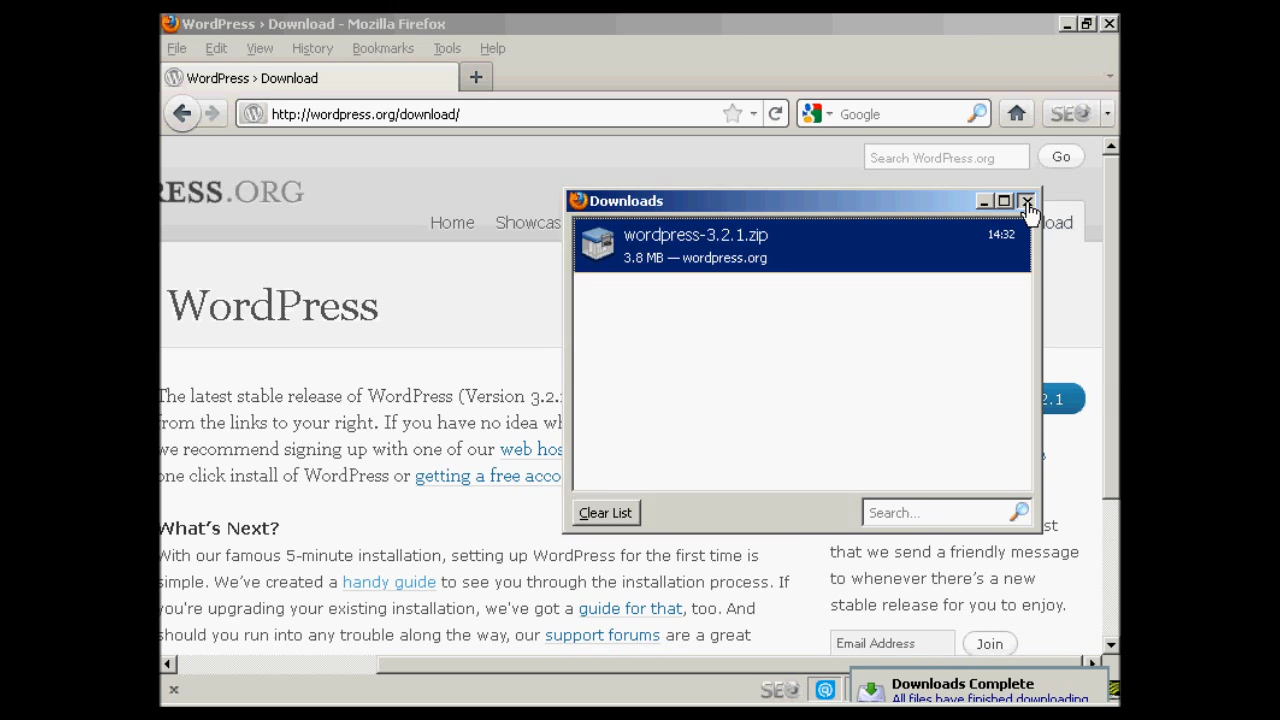 WordPress › Download - Mozilla Firefox
File Edit View History Bookmarks Tools Help
WordPress › Download
http://wordpress.org/download/
Google
SEO
Search WordPress.org
Go
RESS.ORG
Home Showcas
load
Downloads
wordpress-3.2.1.zip
14:32
3.8 MB — wordpress.org
Clear List
Search...
WordPress
The latest stable release of WordPress (Version 3.2.
from the links to your right. If you have no idea wh
we recommend signing up with one of our web hos
one click install of WordPress or getting a free acco
2.1
What's Next?
With our famous 5-minute installation, setting up WordPress for the first time is
simple. We've created a handy guide to see you through the installation process. If
you're upgrading your existing installation, we've got a guide for that, too. And
should you run into any trouble along the way, our support forums are a great
st
that we send a friendly message
to whenever there's a new
stable release for you to enjoy.
Email Address
Join
SEO
Downloads Complete
All files have finished downloading